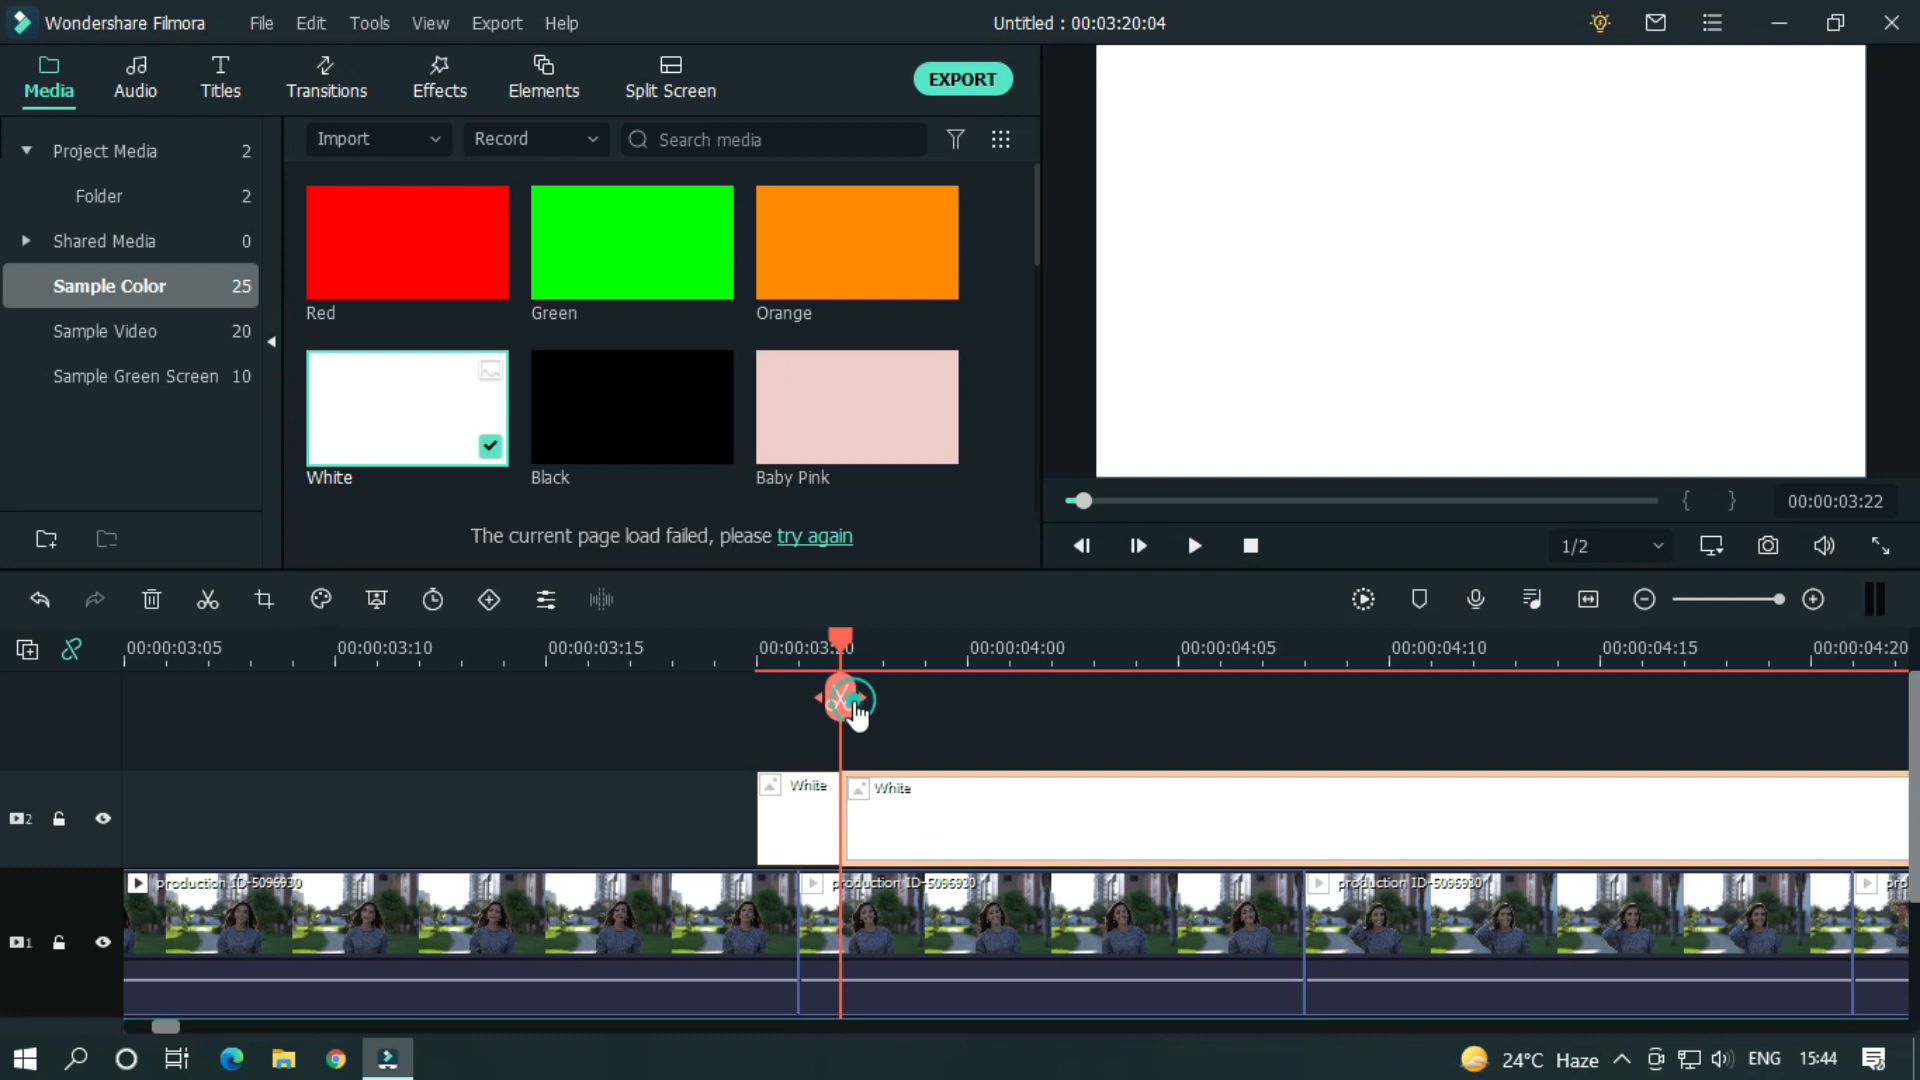 Wondershare Filmora
File
Edit
Tools
View
Export
Help
Untitled : 00:03:20:04
Media
Audio
Titles
Transitions
Effects
Elements
Split Screen
EXPORT
Project Media 2
Folder 2
Shared Media 0
Sample Color 25
Sample Video 20
Sample Green Screen 10
Import
Record
Search media
Red
Green
Orange
White
Black
Baby Pink
The current page load failed, please try again
00:00:03:22
1/2
00:00:03:05
00:00:03:10
00:00:03:15
00:00:03:20
00:00:04:00
00:00:04:05
00:00:04:10
00:00:04:15
00:00:04:20
White
White
2
production ID-5096930
production ID-5096930
production ID-5096930
pro
1
24°C Haze
ENG
15:44